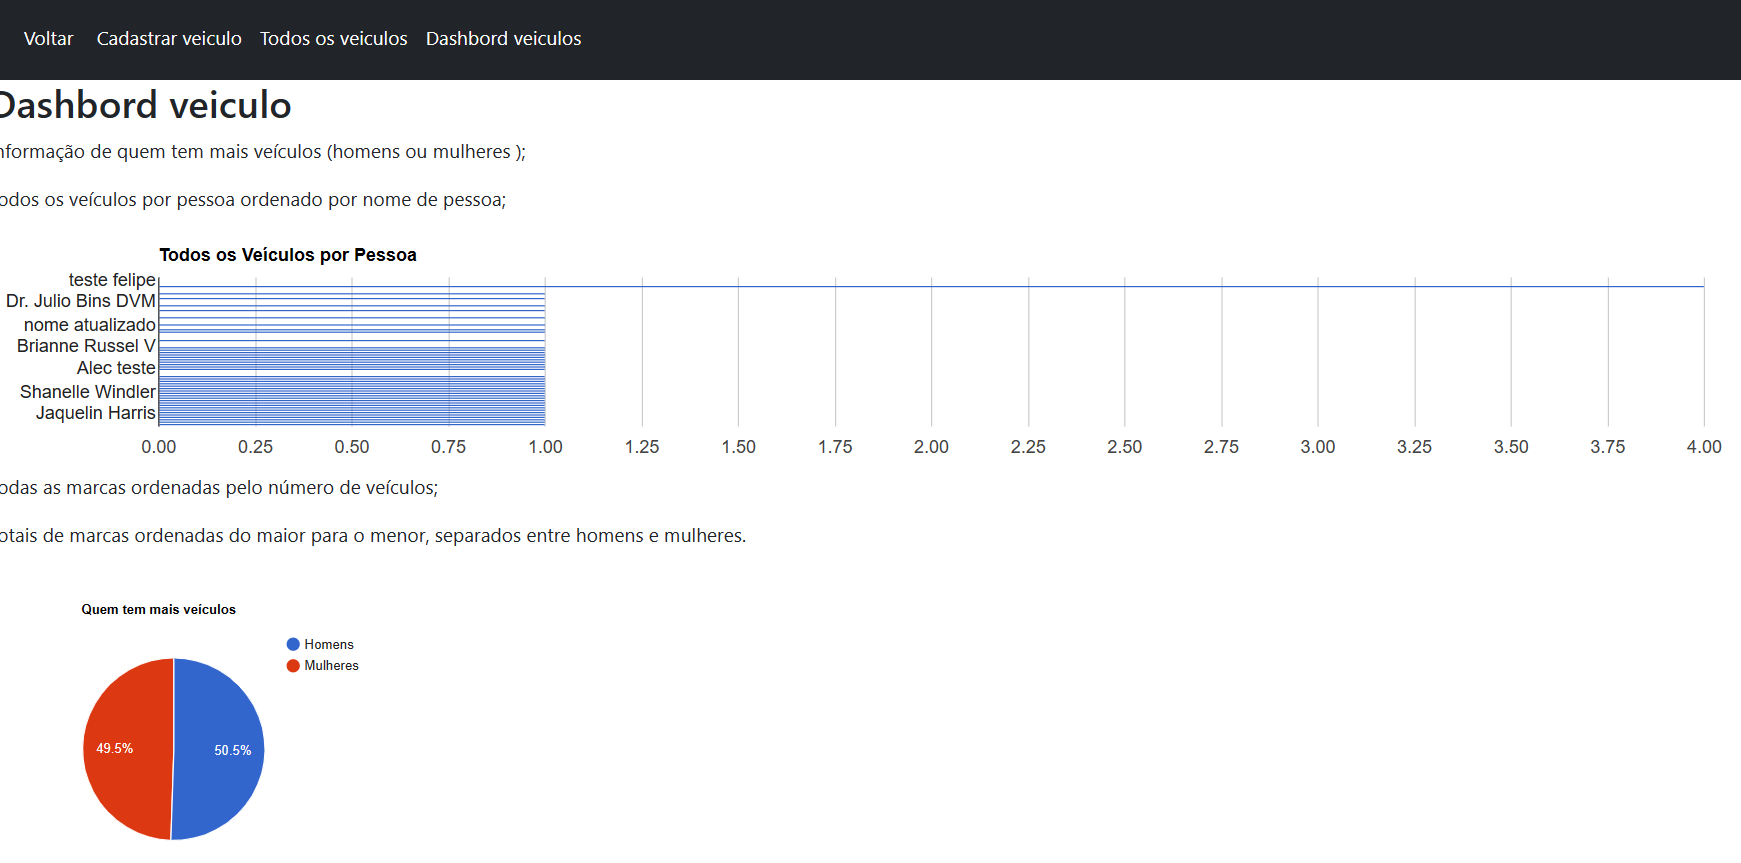 Voltar Cadastrar veiculo Todos os veiculos Dashbord veiculos
Dashbord veiculo
nformação de quem tem mais veículos (homens ou mulheres );
odos os veículos por pessoa ordenado por nome de pessoa;
Todos os Veículos por Pessoa
teste felipe
Dr. Julio Bins DVM
nome atualizado
Brianne Russel V
Alec teste
Shanelle Windler
Jaquelin Harris
0.00 0.25 0.50 0.75 1.00 1.25 1.50 1.75 2.00 2.25 2.50 2.75 3.00 3.25 3.50 3.75 4.00
odas as marcas ordenadas pelo número de veículos;
otais de marcas ordenadas do maior para o menor, separados entre homens e mulheres.
Quem tem mais veículos
Homens
Mulheres
49.5% 50.5%